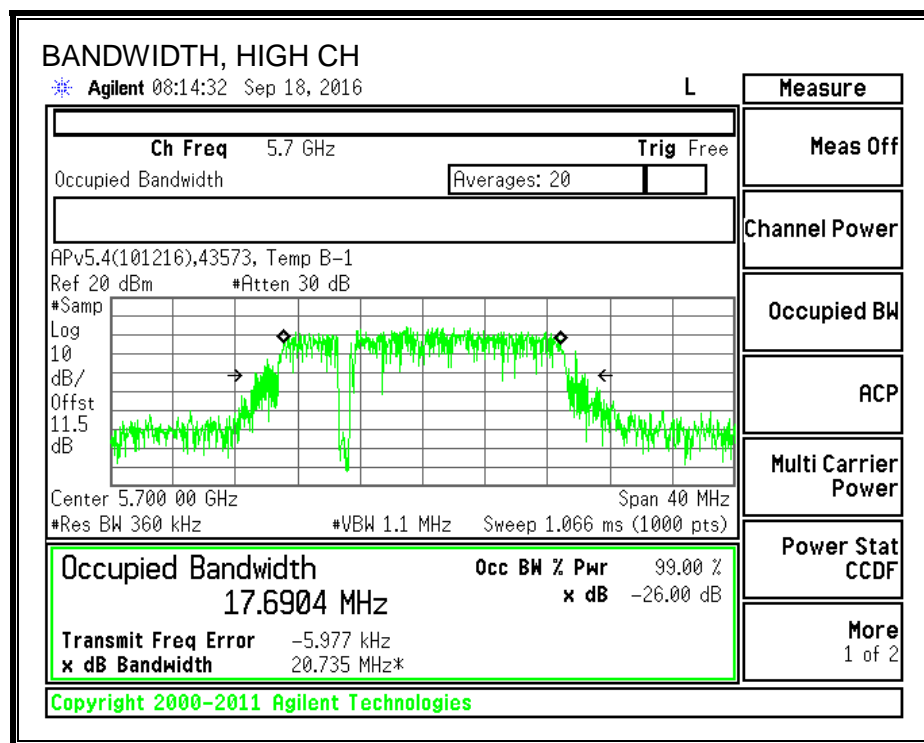 BANDWIDTH, HIGH CH
Agilent 08:14:32 Sep 18, 2016 L
Ch Freq 5.7 GHz Trig Free
Occupied Bandwidth Averages: 20
APv5.4(101216),43573, Temp B-1
Ref 20 dBm #Atten 30 dB
#Samp
Log
10
dB/
Offst
11.5
dB
Center 5.700 00 GHz Span 40 MHz
#Res BW 360 kHz #VBW 1.1 MHz Sweep 1.066 ms (1000 pts)
Occupied Bandwidth Occ BW % Pwr 99.00 %
17.6904 MHz x dB -26.00 dB
Transmit Freq Error -5.977 kHz
x dB Bandwidth 20.735 MHz*
Copyright 2000-2011 Agilent Technologies
Measure
Meas Off
Channel Power
Occupied BW
ACP
Multi Carrier
Power
Power Stat
CCDF
More
1 of 2